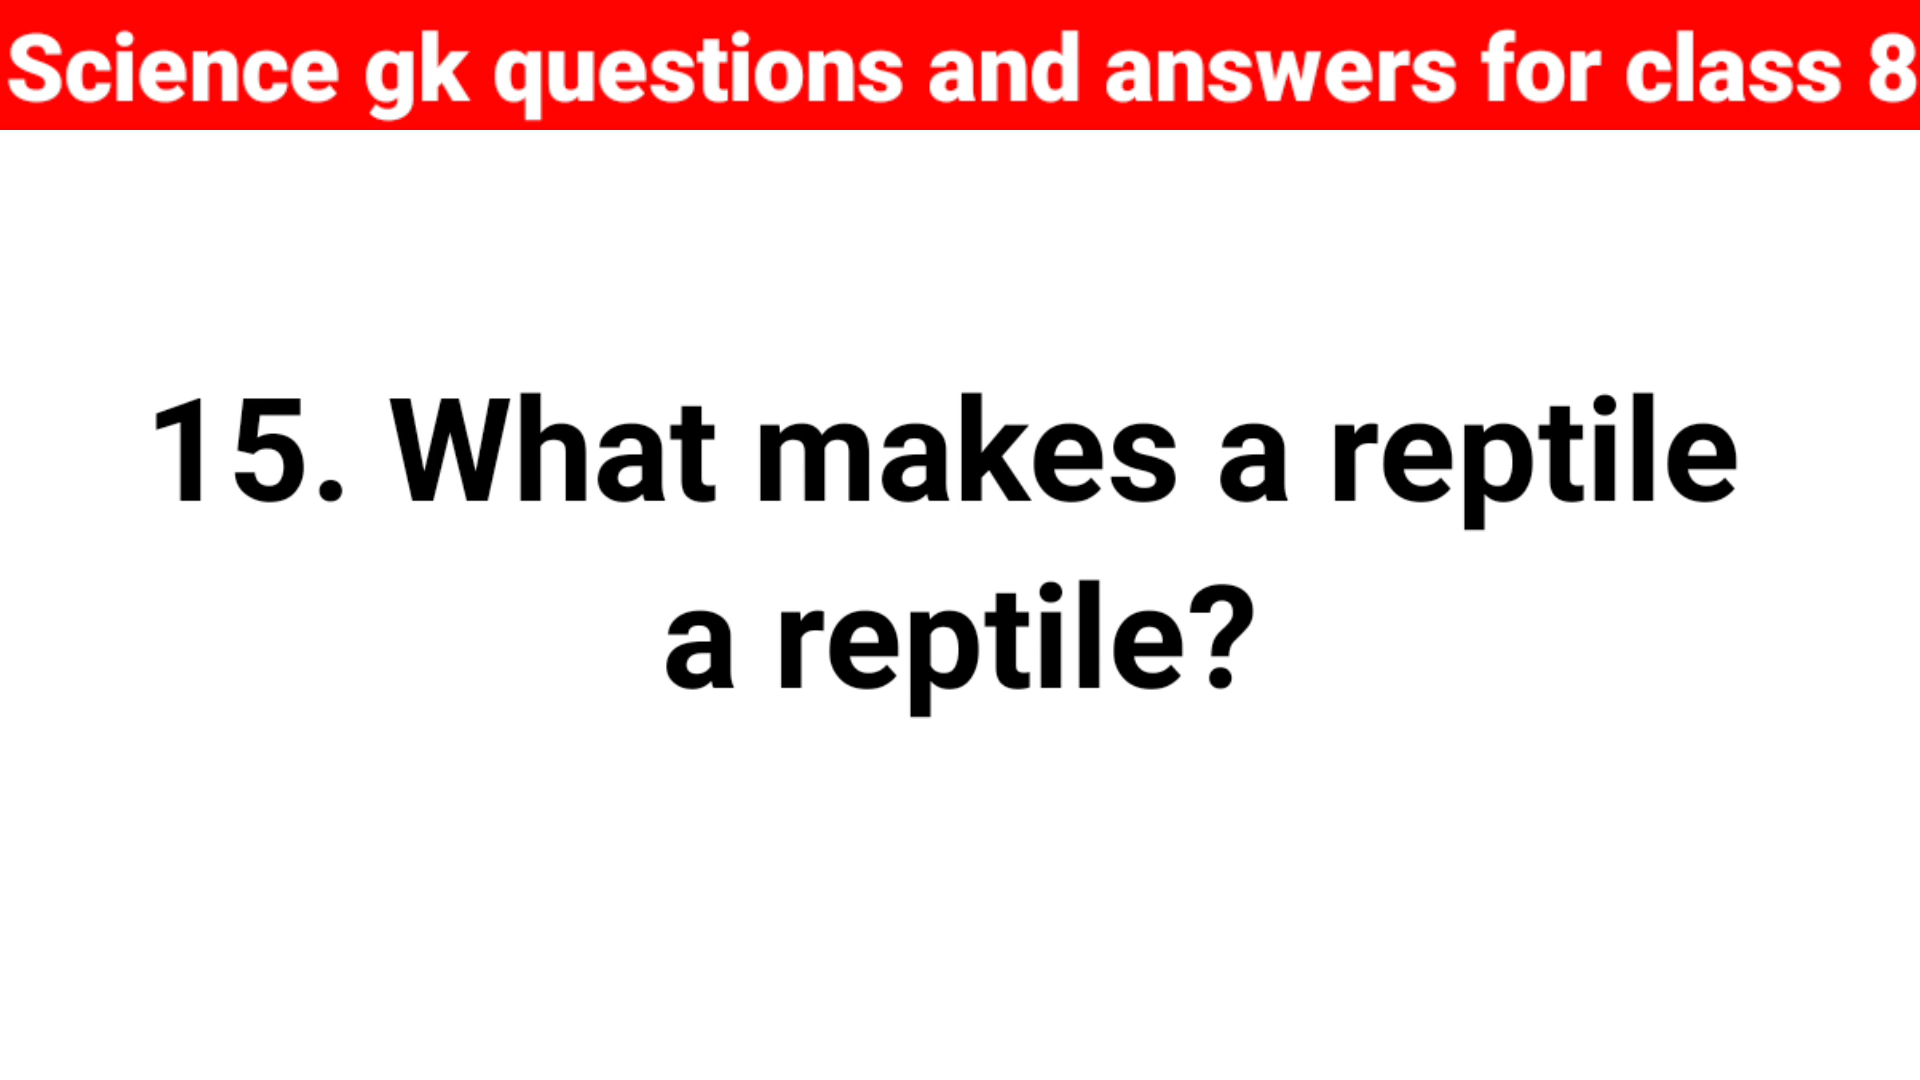 Science gk questions and answers for class 8
15. What makes a reptile
a reptile?